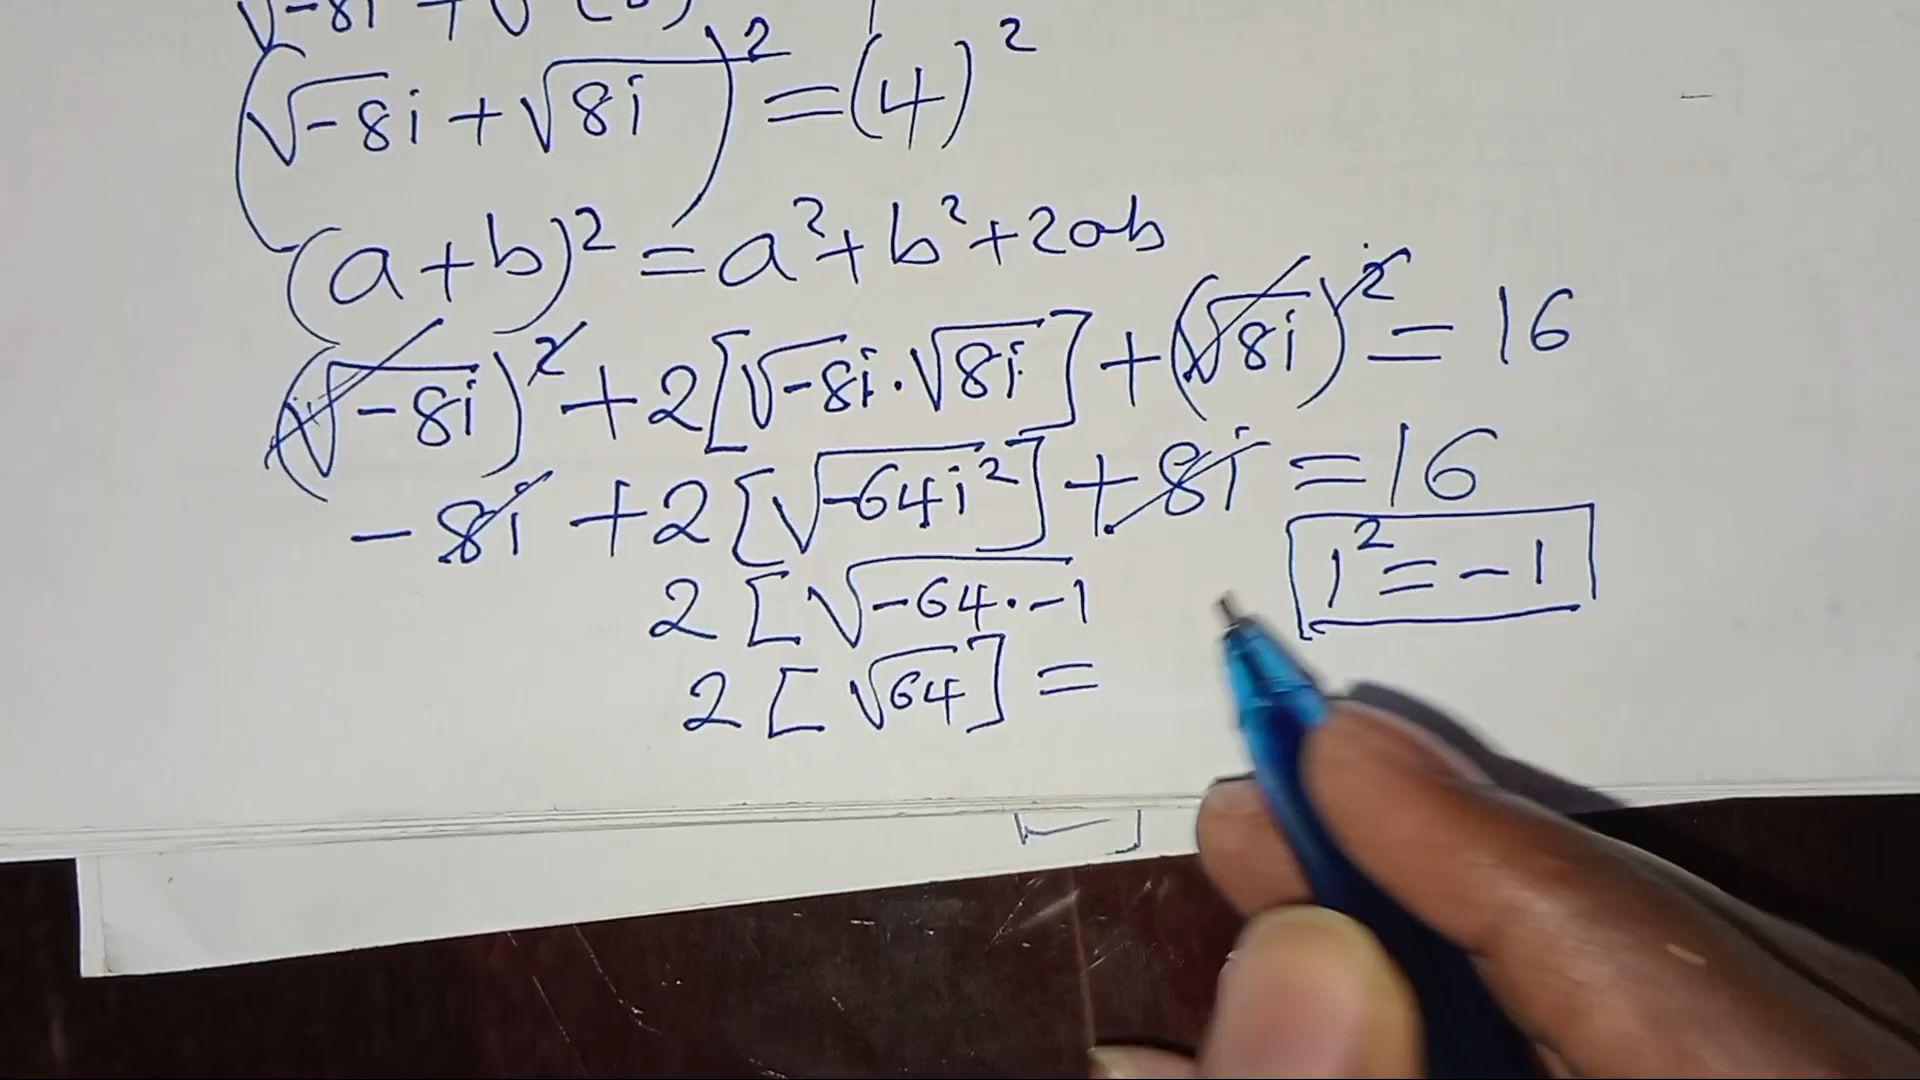 √-8i + √
(√-8i + √8i)² = (4)²
(a + b)² = a² + b² + 2ab
(√-8i)² + 2[√-8i · √8i] + (√8i)² = 16
-8i + 2[√-64i²] + 8i = 16
i² = -1
2[√-64 · -1
2[√64] =